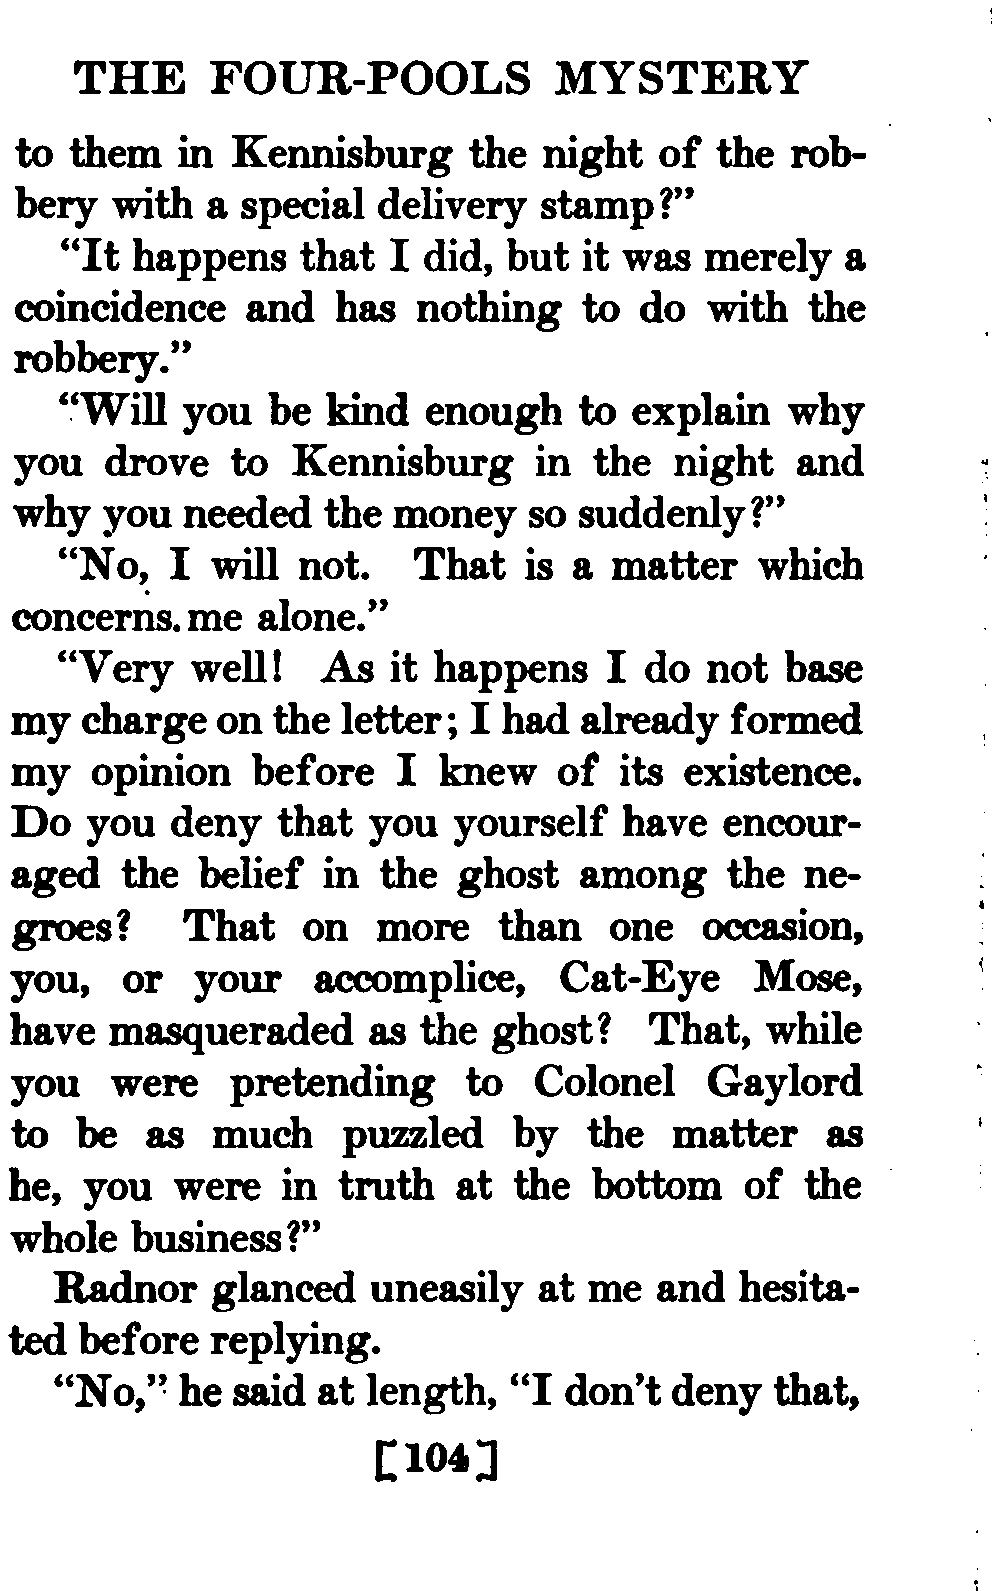 THE FOUR-POOLS MYSTERY
to them in Kennisburg the night of the rob-
bery with a special delivery stamp?"
"It happens that I did, but it was merely a
coincidence and has nothing to do with the
robbery."
"Will you be kind enough to explain why
you drove to Kennisburg in the night and
why you needed the money so suddenly?"
"No, I will not. That is a matter which
concerns me alone."
"Very well! As it happens I do not base
my charge on the letter; I had already formed
my opinion before I knew of its existence.
Do you deny that you yourself have encour-
aged the belief in the ghost among the ne-
groes? That on more than one occasion,
you, or your accomplice, Cat-Eye Mose,
have masqueraded as the ghost? That, while
you were pretending to Colonel Gaylord
to be as much puzzled by the matter as
he, you were in truth at the bottom of the
whole business?"
Radnor glanced uneasily at me and hesita-
ted before replying.
"No," he said at length, "I don't deny that,
[104]